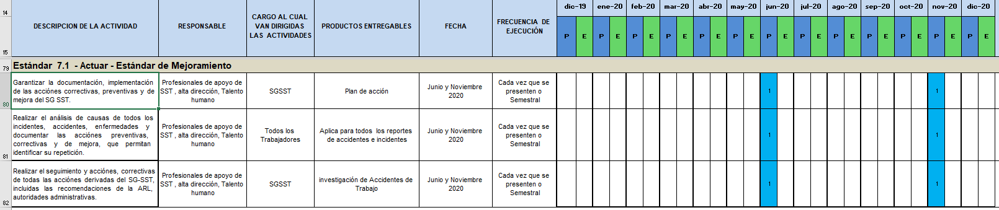 14
dic-19 ene-20 feb-20 mar-20 abr-20 may-20 jun-20 jul-20 ago-20 sep-20 oct-20 nov-20 dic-20
DESCRIPCION DE LA ACTIVIDAD
RESPONSABLE
CARGO AL CUAL
VAN DIRIGIDAS
LAS ACTIVIDADES
PRODUCTOS ENTREGABLES
FECHA
FRECUENCIA DE
EJECUCIÓN
P E P E P E P E P E P E P E P E P E P E P E P E P E
15
79
Estándar 7.1 - Actuar - Estándar de Mejoramiento
Garantizar la documentación, implementación
de las acciónes correctivas, preventivas y de
mejora del SG SST.
Profesionales de apoyo de
SST , alta dirección, Talento
humano
SGSST
Plan de acción
Junio y Noviembre
2020
Cada vez que se
presenten o
Semestral
1
1
80
Realizar el análisis de causas de todos los
incidentes, accidentes, enfermedades y
documentar las acciónes preventivas,
correctivas y de mejora, que permitan
identificar su repetición.
Profesionales de apoyo de
SST , alta dirección, Talento
humano
Todos los
Trabajadores
Aplica para todos los reportes
de accidentes e incidentes
Junio y Noviembre
2020
Cada vez que se
presenten o
Semestral
1
1
81
Realizar el seguimiento y acciónes, correctivas
de todas las acciónes derivadas del SG-SST,
incluidas las recomendaciones de la ARL,
autoridades administrativas.
Profesionales de apoyo de
SST , alta dirección, Talento
humano
SGSST
investigación de Accidentes de
Trabajo
Junio y Noviembre
2020
Cada vez que se
presenten o
Semestral
1
1
82